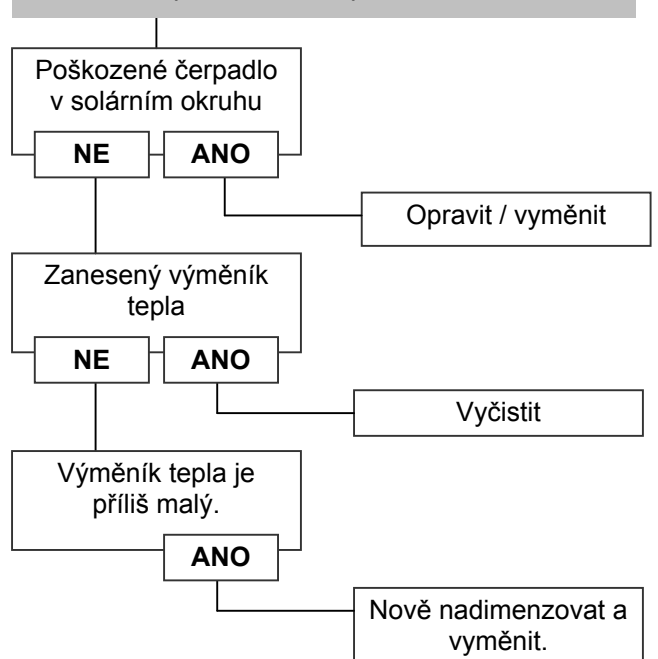 Poškozené čerpadlo
v solárním okruhu
NE
ANO
Opravit / vyměnit
Zanesený výměník
tepla
NE
ANO
Vyčistit
Výměník tepla je
příliš malý.
ANO
Nově nadimenzovat a
vyměnit.